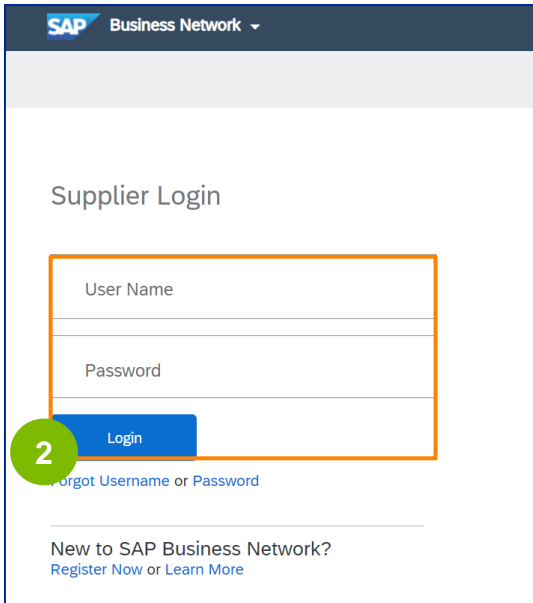 SAP Business Network
Supplier Login
User Name
Password
Login
2
Forgot Username or Password
New to SAP Business Network?
Register Now or Learn More